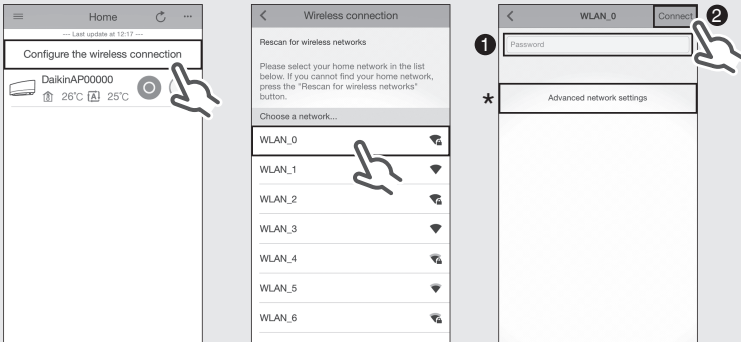 Home
--- Last update at 12:17 ---
Configure the wireless connection
DaikinAP00000
26°C A 25°C
Wireless connection
Rescan for wireless networks
Please select your home network in the list
below. If you cannot find your home network,
press the "Rescan for wireless networks"
button.
Choose a network...
WLAN_0
WLAN_1
WLAN_2
WLAN_3
WLAN_4
WLAN_5
WLAN_6
WLAN_0
Connect
2
1
Password
*
Advanced network settings